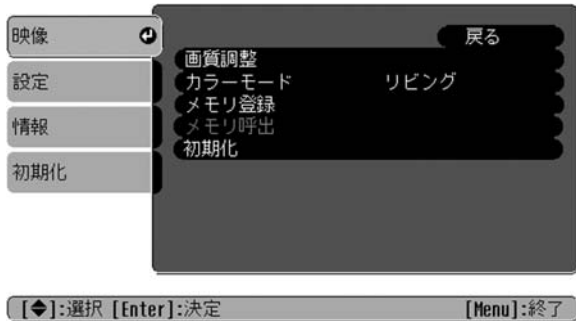 映像
設定
情報
初期化
戻る
画質調整
カラーモード リビング
メモリ登録
メモリ呼出
初期化
[◆]:選択 [Enter]:決定 [Menu]:終了